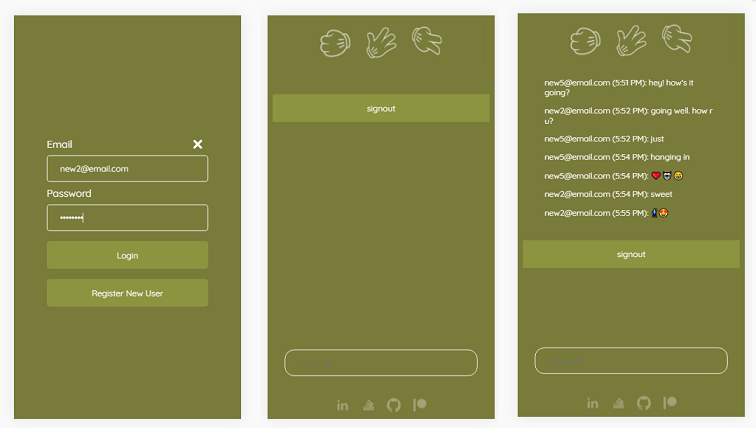 Email
new2@email.com
Password
Login
Register New User
signout
new5@email.com (5:51 PM): hey! how's it
going?
new2@email.com (5:52 PM): going well. how r
u?
new5@email.com (5:52 PM): just
new5@email.com (5:54 PM): hanging in
new5@email.com (5:54 PM): ❤️
new2@email.com (5:54 PM): sweet
new2@email.com (5:55 PM):
signout